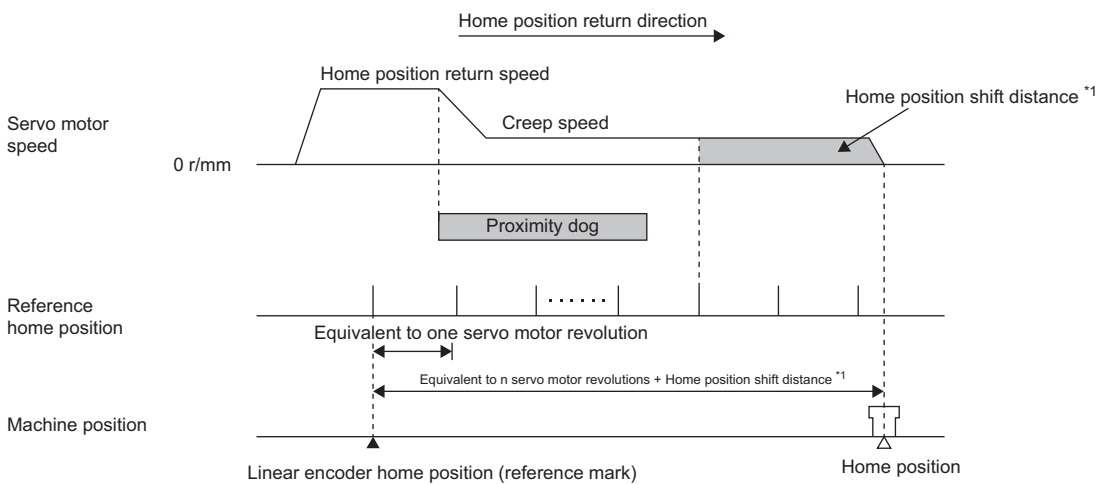 Home position return direction
Home position return speed
Home position shift distance *1
Servo motor
speed
Creep speed
0 r/mm
Proximity dog
Reference
home position
Equivalent to one servo motor revolution
Equivalent to n servo motor revolutions + Home position shift distance *1
Machine position
Linear encoder home position (reference mark)
Home position